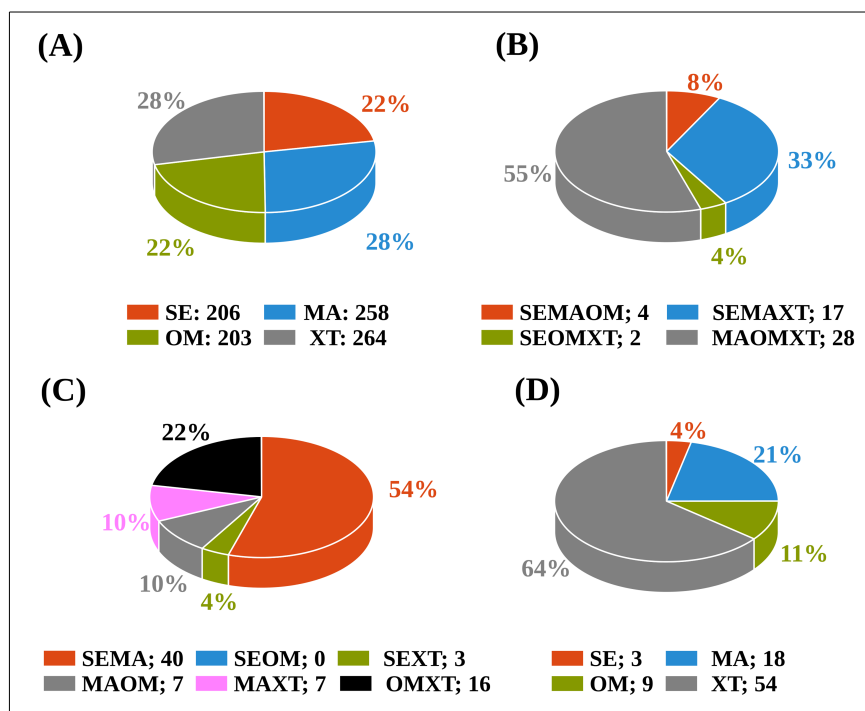 (A)
(B)
28%
22%
8%
55%
33%
22%
28%
4%
SE: 206 MA: 258
OM: 203 XT: 264
SEMAOM; 4 SEMAXT; 17
SEOMXT; 2 MAOMXT; 28
(C)
(D)
22%
54%
10%
10%
4%
4%
21%
64%
11%
SEMA; 40 SEOM; 0 SEXT; 3
MAOM; 7 MAXT; 7 OMXT; 16
SE; 3 MA; 18
OM; 9 XT; 54